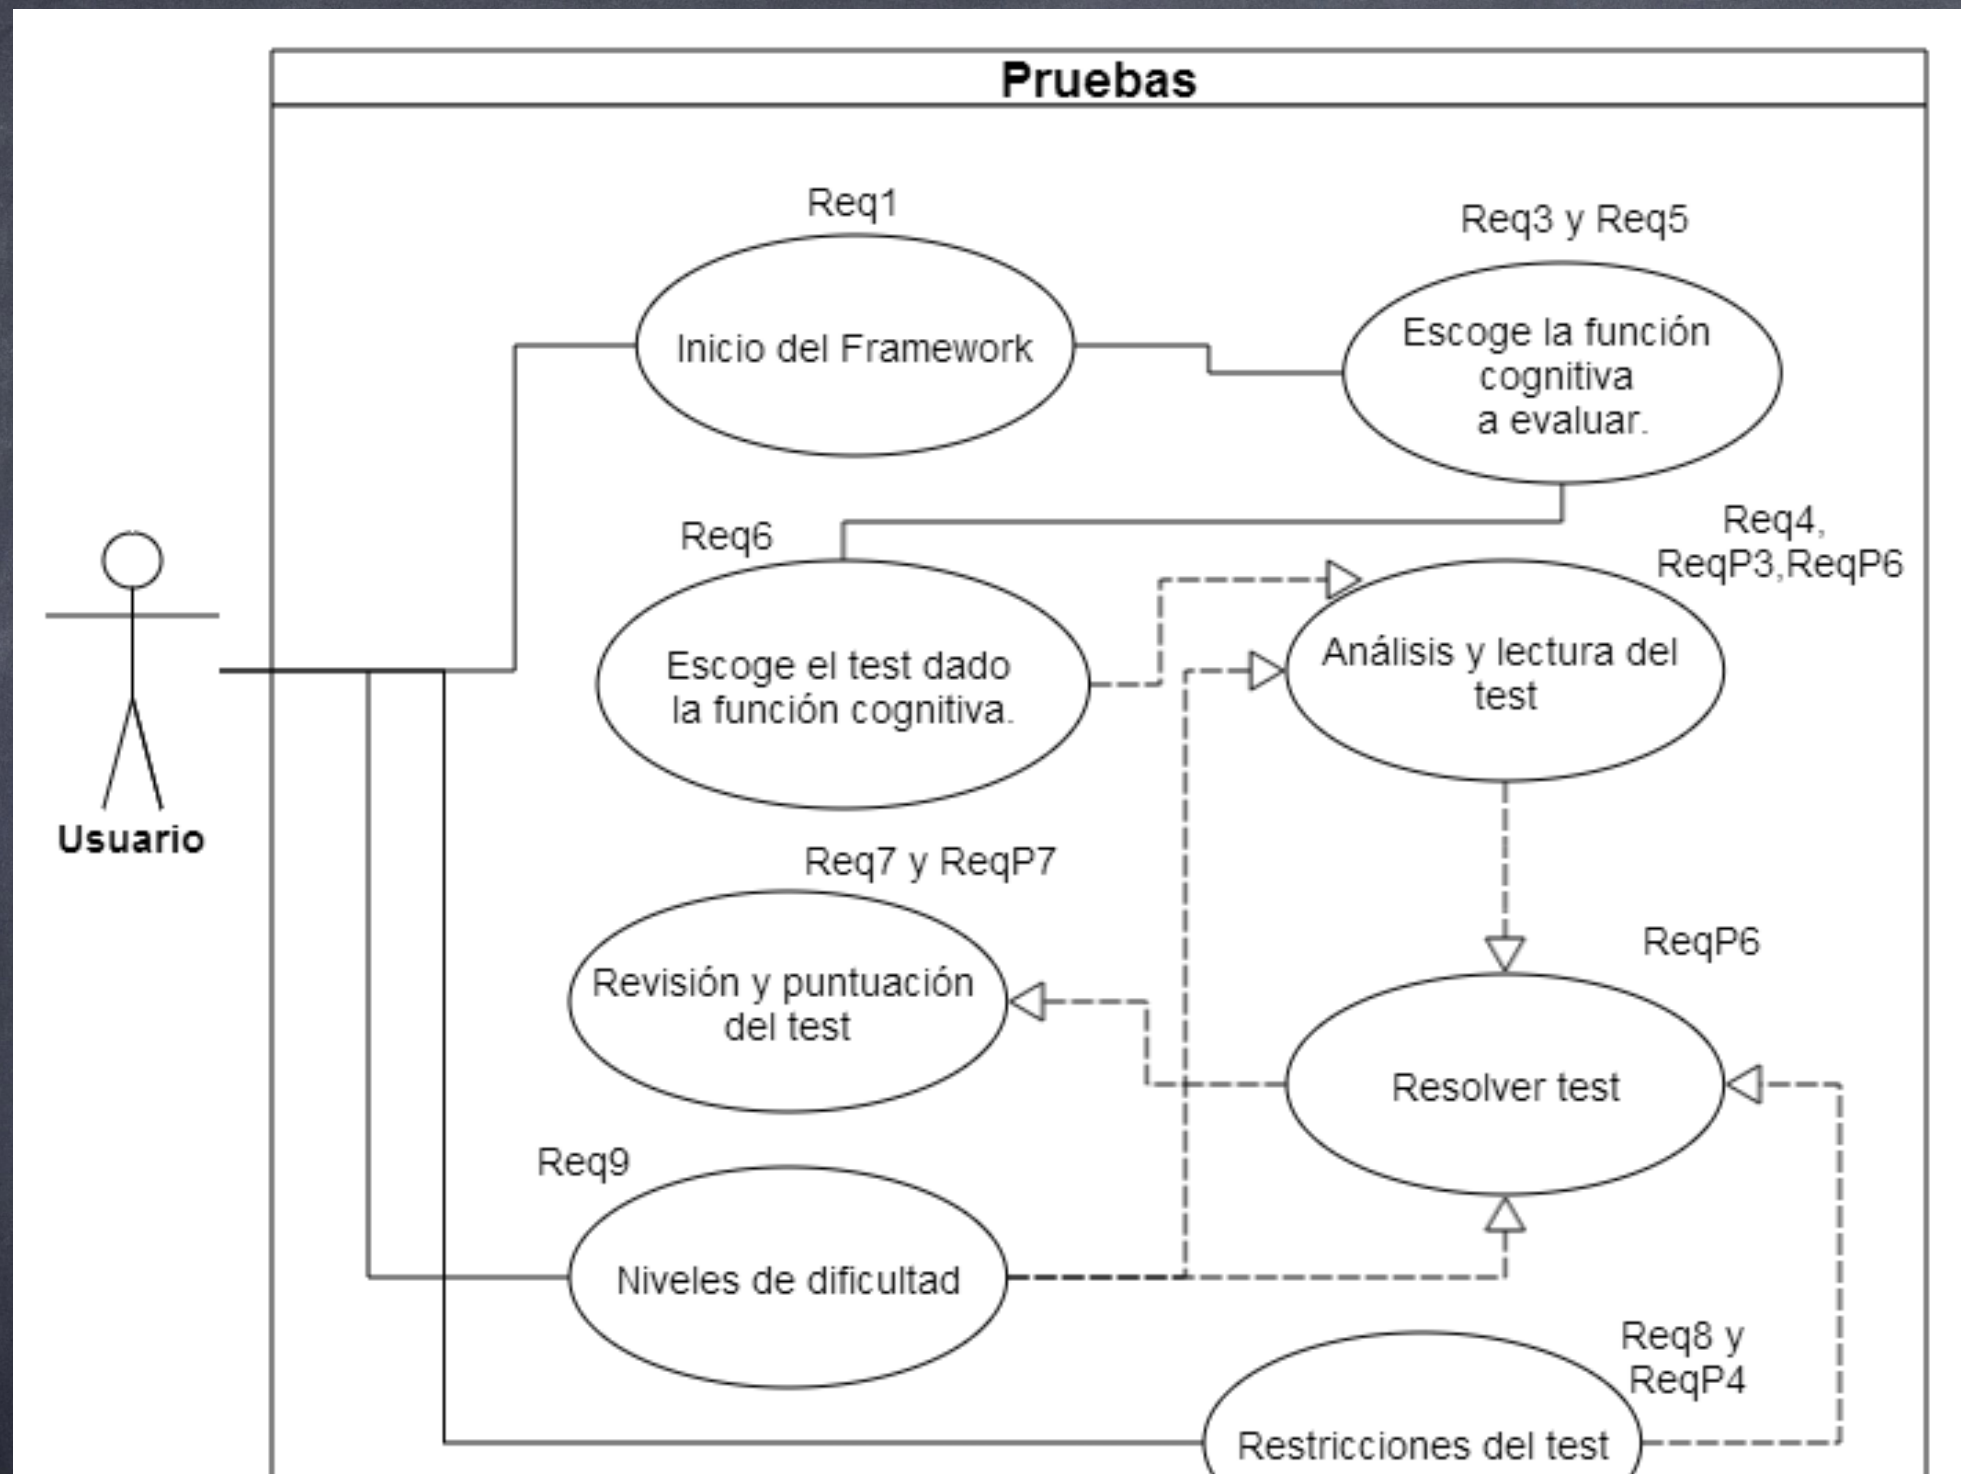 Pruebas
Req1
Req3 y Req5
Inicio del Framework
Escoge la función
cognitiva
a evaluar.
Req6
Req4,
ReqP3,ReqP6
Escoge el test dado
la función cognitiva.
Análisis y lectura del
test
Usuario
Req7 y ReqP7
ReqP6
Revisión y puntuación
del test
Resolver test
Req9
Niveles de dificultad
Req8 y
ReqP4
Restricciones del test